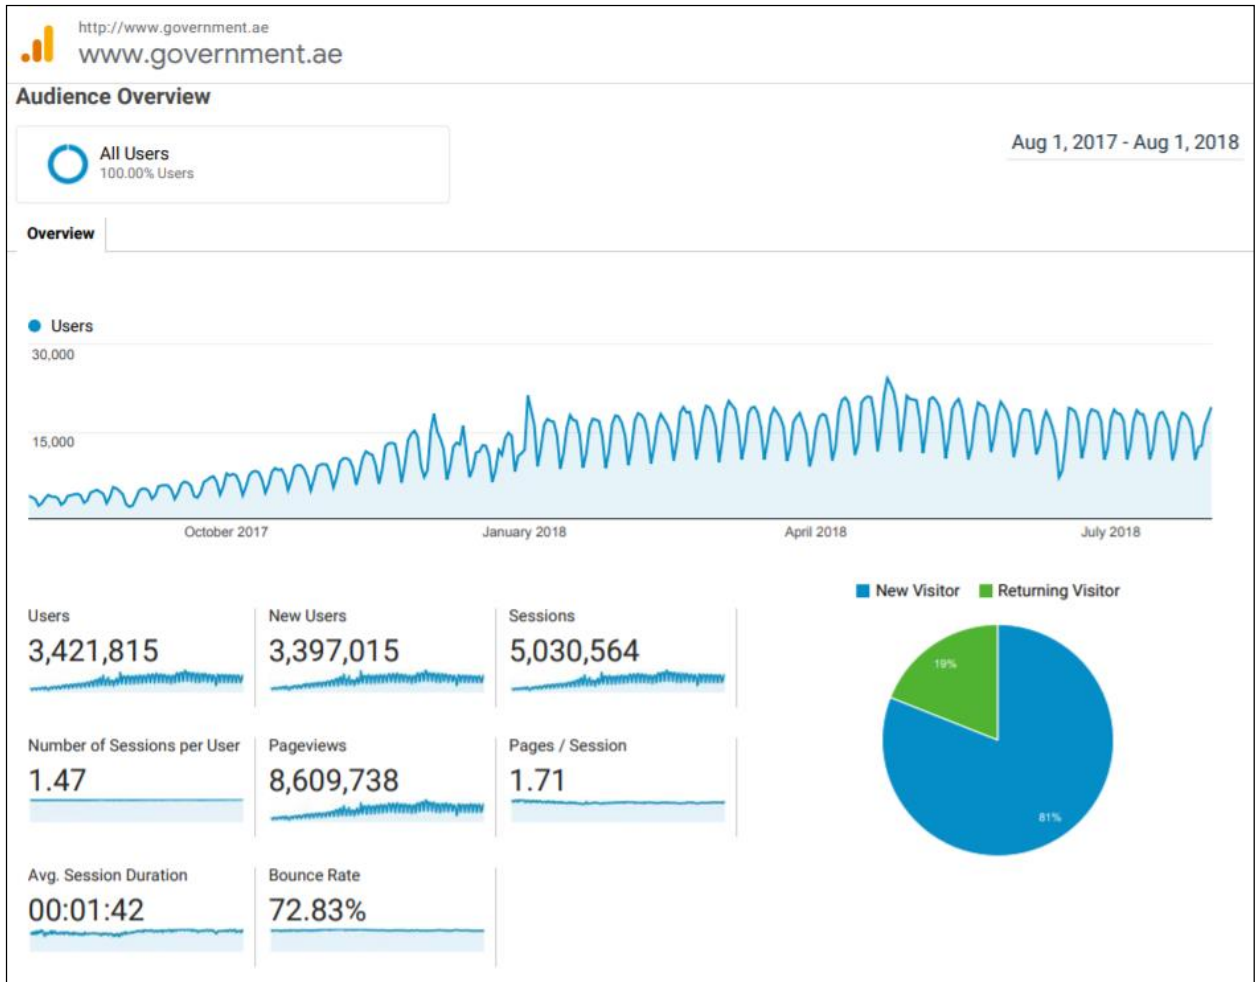 http://www.government.ae
www.government.ae
Audience Overview
All Users
100.00% Users
Aug 1, 2017 - Aug 1, 2018
Overview
Users
30,000
15,000
October 2017 January 2018 April 2018 July 2018
Users
3,421,815
New Users
3,397,015
Sessions
5,030,564
Number of Sessions per User
1.47
Pageviews
8,609,738
Pages / Session
1.71
Avg. Session Duration
00:01:42
Bounce Rate
72.83%
New Visitor Returning Visitor
19%
81%